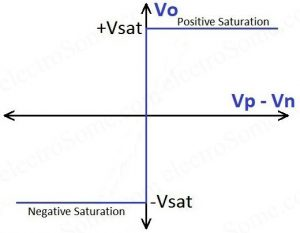 Vo
+Vsat
Positive Saturation
Vp - Vn
-Vsat
Negative Saturation